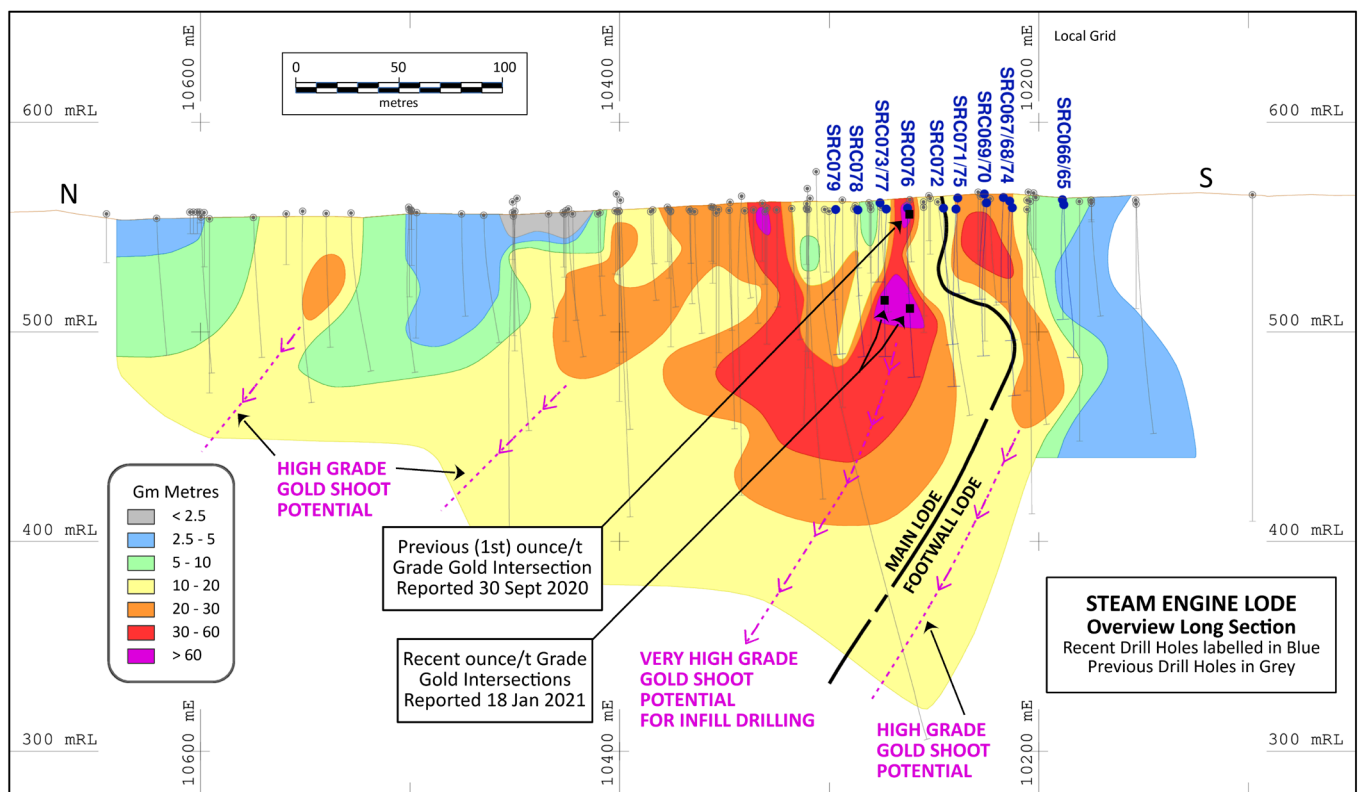 10600 mE
10400 mE
10200 mE
Local Grid
0 50 100
metres
600 mRL
600 mRL
N
S
SRC079
SRC078
SRC073/77
SRC076
SRC072
SRC071/75
SRC069/70
SRC067/68/74
SRC066/65
500 mRL
500 mRL
HIGH GRADE
GOLD SHOOT
POTENTIAL
Gm Metres
< 2.5
2.5 - 5
5 - 10
10 - 20
20 - 30
30 - 60
> 60
400 mRL
400 mRL
Previous (1st) ounce/t
Grade Gold Intersection
Reported 30 Sept 2020
Recent ounce/t Grade
Gold Intersections
Reported 18 Jan 2021
MAIN LODE
FOOTWALL LODE
VERY HIGH GRADE
GOLD SHOOT
POTENTIAL
FOR INFILL DRILLING
HIGH GRADE
GOLD SHOOT
POTENTIAL
STEAM ENGINE LODE
Overview Long Section
Recent Drill Holes labelled in Blue
Previous Drill Holes in Grey
300 mRL
300 mRL
10600 mE
10400 mE
10200 mE